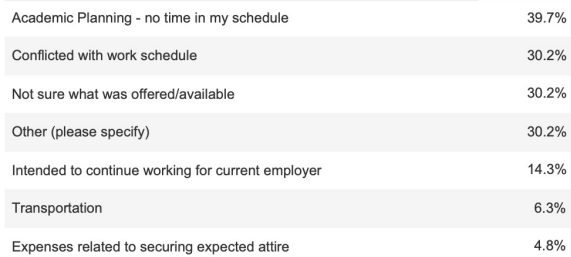 Academic Planning - no time in my schedule 39.7%
Conflicted with work schedule 30.2%
Not sure what was offered/available 30.2%
Other (please specify) 30.2%
Intended to continue working for current employer 14.3%
Transportation 6.3%
Expenses related to securing expected attire 4.8%